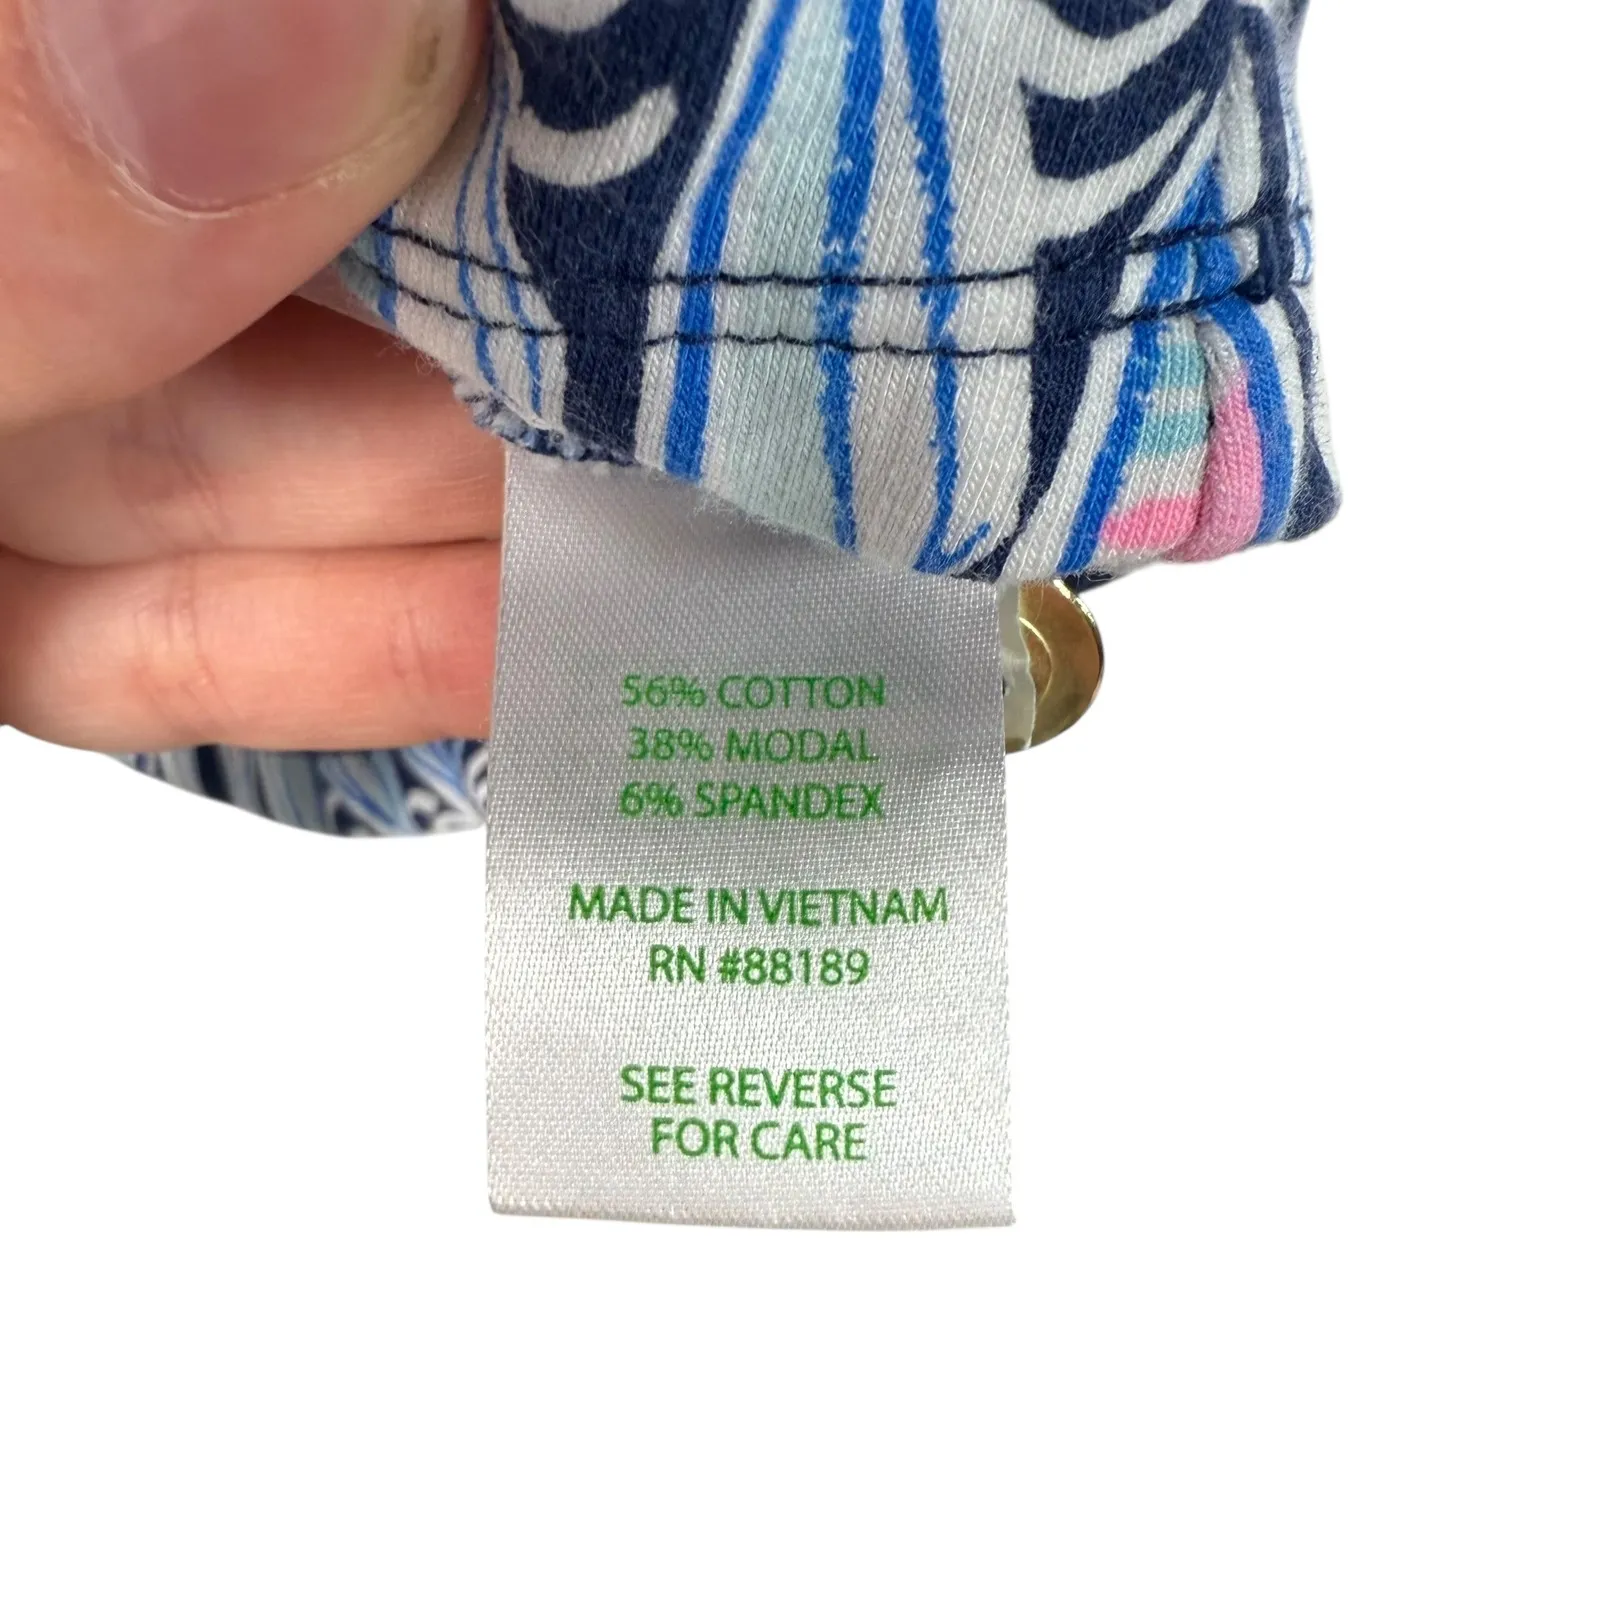 56% COTTON
38% MODAL
6% SPANDEX
MADE IN VIETNAM
RN #88189
SEE REVERSE
FOR CARE